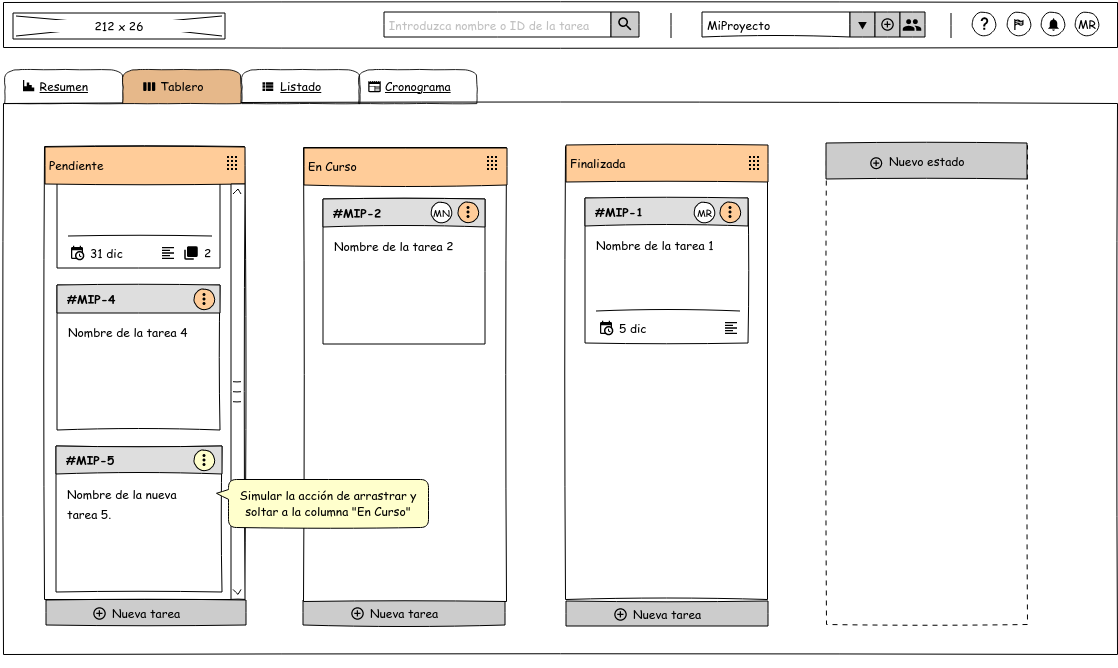 212 x 26
Introduzca nombre o ID de la tarea
MiProyecto
?
MR
Resumen
Tablero
Listado
Cronograma
Pendiente
31 dic
2
#MIP-4
Nombre de la tarea 4
#MIP-5
Nombre de la nueva
tarea 5.
Simular la acción de arrastrar y
soltar a la columna "En Curso"
Nueva tarea
En Curso
#MIP-2
MN
Nombre de la tarea 2
Nueva tarea
Finalizada
#MIP-1
MR
Nombre de la tarea 1
5 dic
Nueva tarea
Nuevo estado